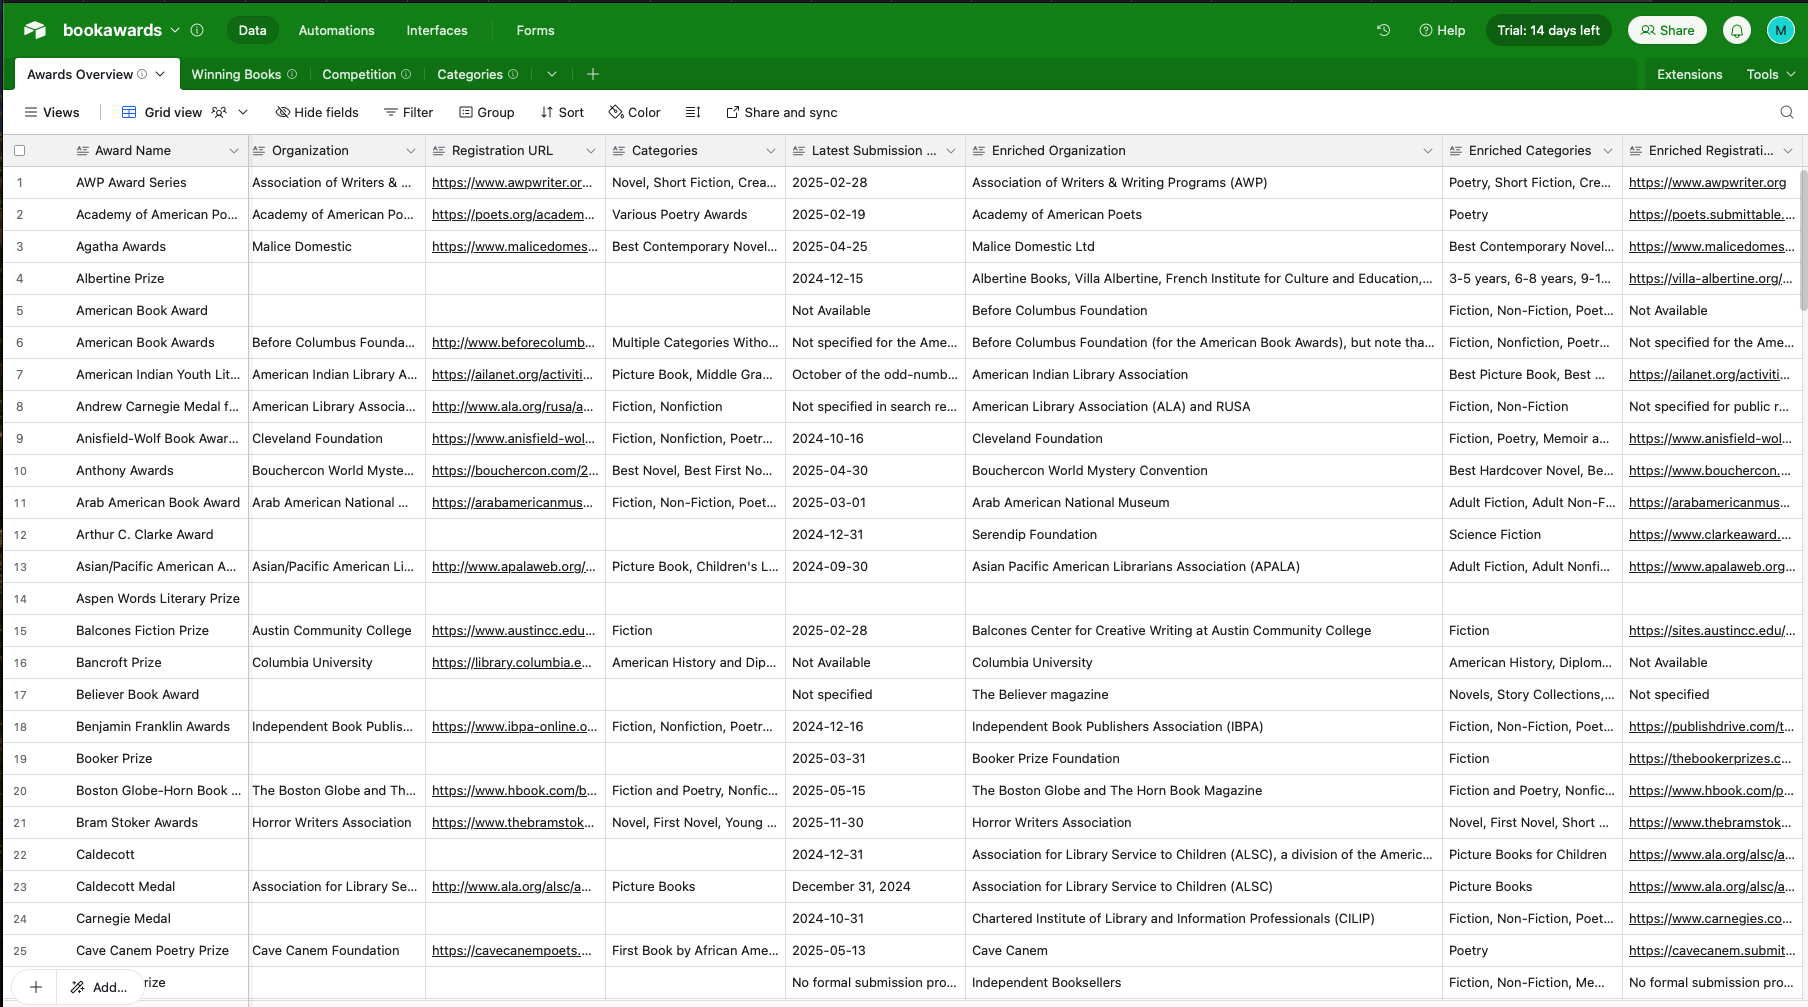 bookawards Data Automations Interfaces Forms Help Trial: 14 days left Share M
Awards Overview Winning Books Competition Categories Extensions Tools
Views Grid view Hide fields Filter Group Sort Color Share and sync
Award Name Organization Registration URL Categories Latest Submission ... Enriched Organization Enriched Categories Enriched Registrati...
1 AWP Award Series Association of Writers & ... https://www.awpwriter.or... Novel, Short Fiction, Crea... 2025-02-28 Association of Writers & Writing Programs (AWP) Poetry, Short Fiction, Cre... https://www.awpwriter.org
2 Academy of American Po... Academy of American Po... https://poets.org/academ... Various Poetry Awards 2025-02-19 Academy of American Poets Poetry https://poets.submittable....
3 Agatha Awards Malice Domestic https://www.malicedomes... Best Contemporary Novel... 2025-04-25 Malice Domestic Ltd Best Contemporary Novel... https://www.malicedomes...
4 Albertine Prize 2024-12-15 Albertine Books, Villa Albertine, French Institute for Culture and Education,... 3-5 years, 6-8 years, 9-1... https://villa-albertine.org/...
5 American Book Award Not Available Before Columbus Foundation Fiction, Non-Fiction, Poet... Not Available
6 American Book Awards Before Columbus Founda... http://www.beforecolumb... Multiple Categories Witho... Not specified for the Ame... Before Columbus Foundation (for the American Book Awards), but note tha... Fiction, Nonfiction, Poetr... Not specified for the Ame...
7 American Indian Youth Lit... American Indian Library A... https://ailanet.org/activiti... Picture Book, Middle Gra... October of the odd-numb... American Indian Library Association Best Picture Book, Best ... https://ailanet.org/activiti...
8 Andrew Carnegie Medal f... American Library Associa... http://www.ala.org/rusa/a... Fiction, Nonfiction Not specified in search re... American Library Association (ALA) and RUSA Fiction, Non-Fiction Not specified for public r...
9 Anisfield-Wolf Book Awar... Cleveland Foundation https://www.anisfield-wol... Fiction, Nonfiction, Poetr... 2024-10-16 Cleveland Foundation Fiction, Poetry, Memoir a... https://www.anisfield-wol...
10 Anthony Awards Bouchercon World Myste... https://bouchercon.com/2... Best Novel, Best First No... 2025-04-30 Bouchercon World Mystery Convention Best Hardcover Novel, Be... https://www.bouchercon....
11 Arab American Book Award Arab American National ... https://arabamericanmus... Fiction, Non-Fiction, Poet... 2025-03-01 Arab American National Museum Adult Fiction, Adult Non-F... https://arabamericanmus...
12 Arthur C. Clarke Award 2024-12-31 Serendip Foundation Science Fiction https://www.clarkeaward....
13 Asian/Pacific American A... Asian/Pacific American Li... http://www.apalaweb.org/... Picture Book, Children's L... 2024-09-30 Asian Pacific American Librarians Association (APALA) Adult Fiction, Adult Nonfi... https://www.apalaweb.org...
14 Aspen Words Literary Prize
15 Balcones Fiction Prize Austin Community College https://www.austincc.edu... Fiction 2025-02-28 Balcones Center for Creative Writing at Austin Community College Fiction https://sites.austincc.edu/...
16 Bancroft Prize Columbia University https://library.columbia.e... American History and Dip... Not Available Columbia University American History, Diplom... Not Available
17 Believer Book Award Not specified The Believer magazine Novels, Story Collections,... Not specified
18 Benjamin Franklin Awards Independent Book Publis... https://www.ibpa-online.o... Fiction, Nonfiction, Poetr... 2024-12-16 Independent Book Publishers Association (IBPA) Fiction, Non-Fiction, Poet... https://publishdrive.com/t...
19 Booker Prize 2025-03-31 Booker Prize Foundation Fiction https://thebookerprizes.c...
20 Boston Globe-Horn Book ... The Boston Globe and Th... https://www.hbook.com/b... Fiction and Poetry, Nonfic... 2025-05-15 The Boston Globe and The Horn Book Magazine Fiction and Poetry, Nonfic... https://www.hbook.com/p...
21 Bram Stoker Awards Horror Writers Association https://www.thebramstok... Novel, First Novel, Young ... 2025-11-30 Horror Writers Association Novel, First Novel, Short ... https://www.thebramstok...
22 Caldecott 2024-12-31 Association for Library Service to Children (ALSC), a division of the Americ... Picture Books for Children https://www.ala.org/alsc/a...
23 Caldecott Medal Association for Library Se... http://www.ala.org/alsc/a... Picture Books December 31, 2024 Association for Library Service to Children (ALSC) Picture Books https://www.ala.org/alsc/a...
24 Carnegie Medal 2024-10-31 Chartered Institute of Library and Information Professionals (CILIP) Fiction, Non-Fiction, Poet... https://www.carnegies.co...
25 Cave Canem Poetry Prize Cave Canem Foundation https://cavecanempoets.... First Book by African Ame... 2025-05-13 Cave Canem Poetry https://cavecanem.submit...
Add... rize No formal submission pro... Independent Booksellers Fiction, Non-Fiction, Me... No formal submission pro...